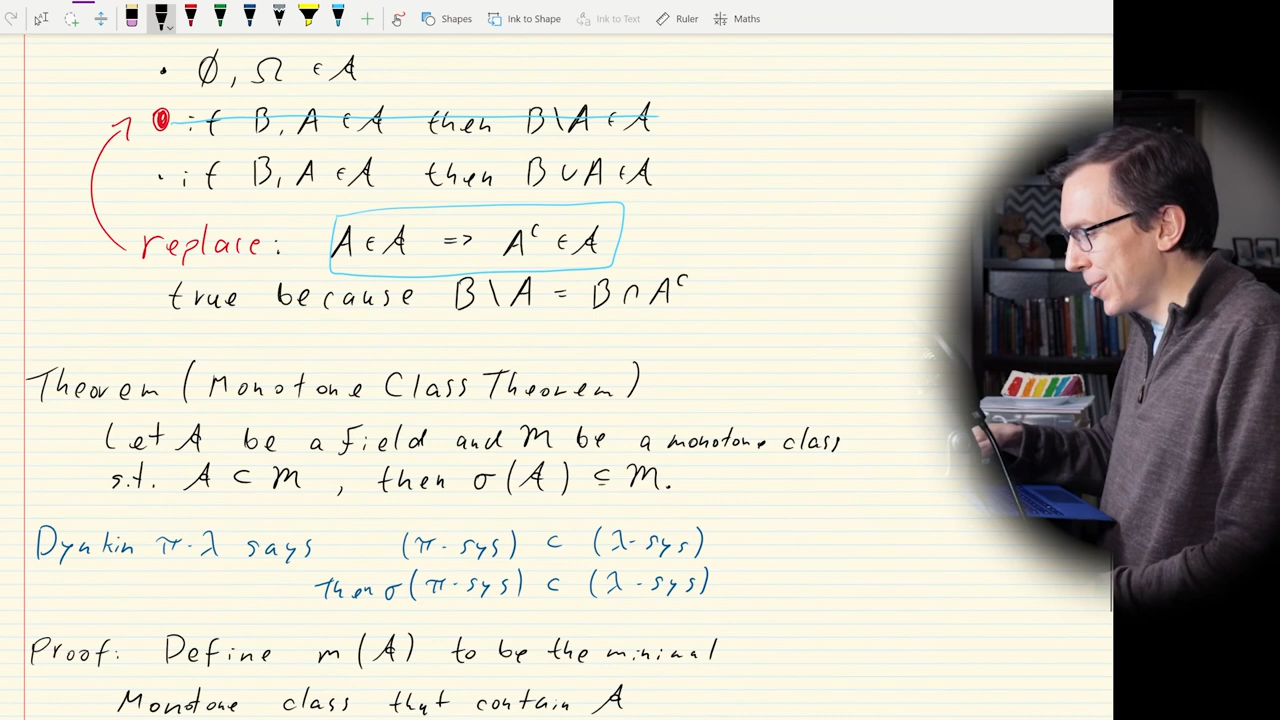 Shapes Ink to Shape Ink to Text Ruler Maths
· ∅, Ω ∈ 𝔸
· if B, A ∈ 𝔸 then B\A ∈ 𝔸
· if B, A ∈ 𝔸 then B ∪ A ∈ 𝔸
replace: A ∈ 𝔸 => Aᶜ ∈ 𝔸
true because B \ A = B ∩ Aᶜ
Theorem (Monotone Class Theorem)
Let 𝔸 be a field and M be a monotone class
s.t. 𝔸 ⊂ M, then σ(𝔸) ⊆ M.
Dynkin π-λ says (π-sys) ⊂ (λ-sys)
then σ(π-sys) ⊂ (λ-sys)
Proof: Define m(𝔸) to be the minimal
Monotone class that contain 𝔸